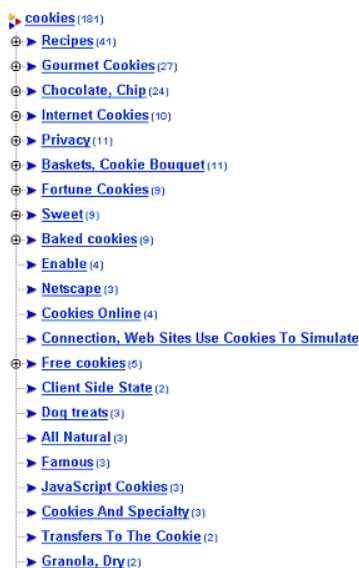 cookies (181)
Recipes (41)
Gourmet Cookies (27)
Chocolate, Chip (24)
Internet Cookies (10)
Privacy (11)
Baskets, Cookie Bouquet (11)
Fortune Cookies (9)
Sweet (9)
Baked cookies (9)
Enable (4)
Netscape (3)
Cookies Online (4)
Connection, Web Sites Use Cookies To Simulate
Free cookies (5)
Client Side State (2)
Dog treats (3)
All Natural (3)
Famous (3)
JavaScript Cookies (3)
Cookies And Specialty (3)
Transfers To The Cookie (2)
Granola, Dry (2)